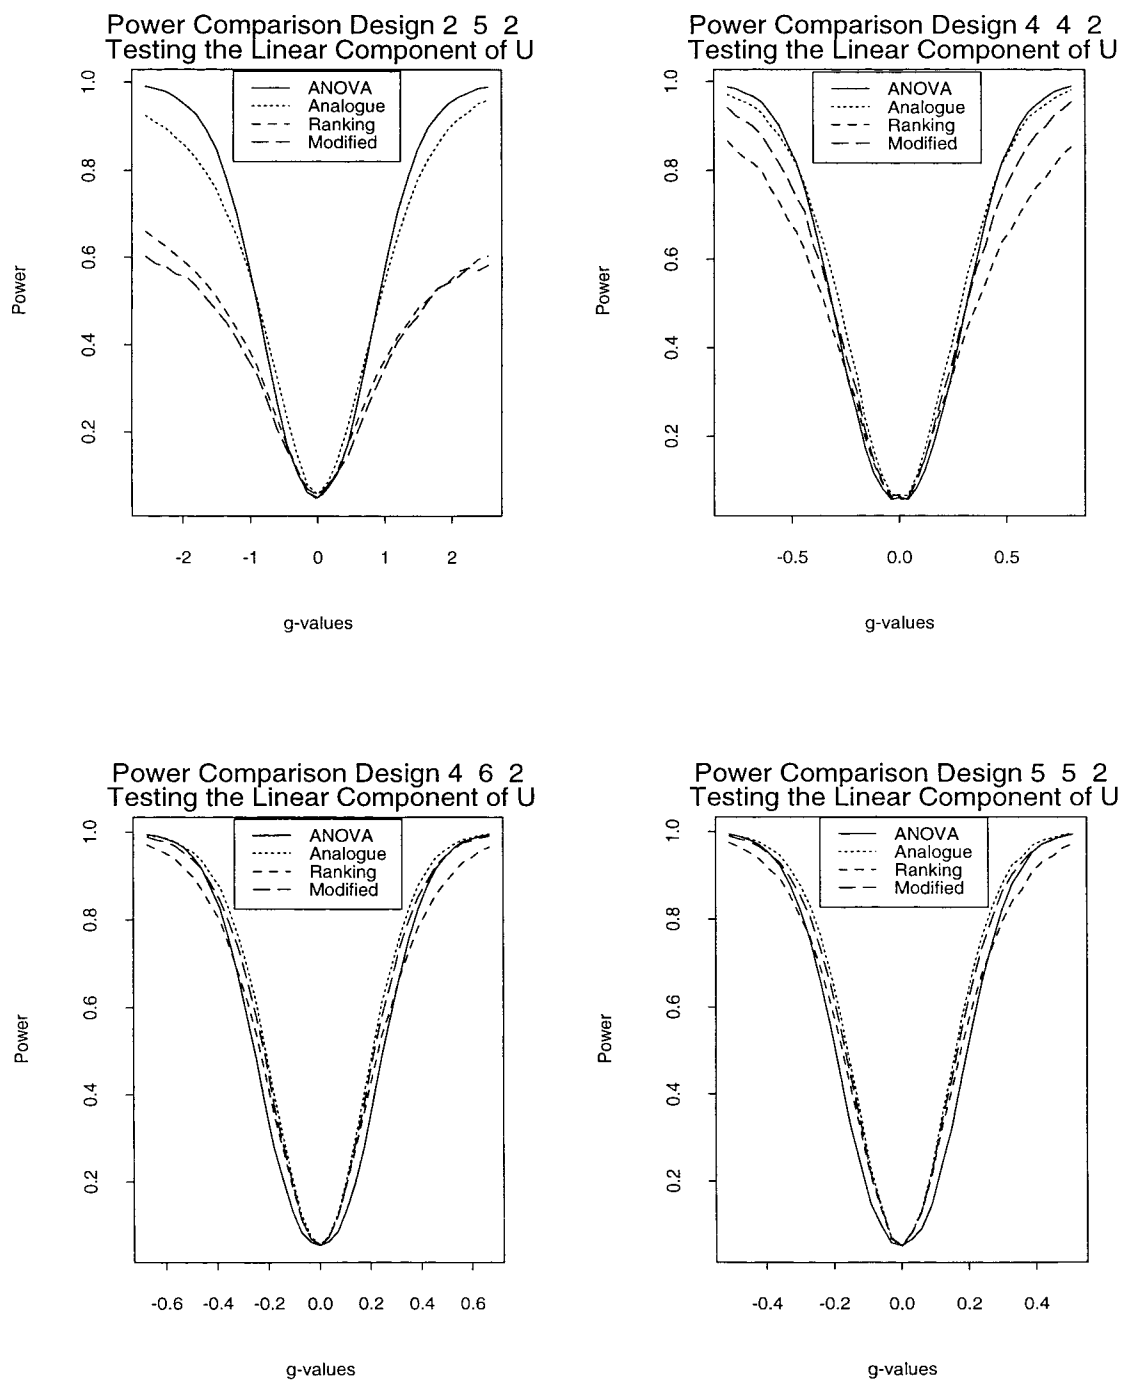 Power Comparison Design 2 5 2
Testing the Linear Component of U
ANOVA
Analogue
Ranking
Modified
Power
1.0
0.8
0.6
0.4
0.2
-2 -1 0 1 2
g-values
Power Comparison Design 4 4 2
Testing the Linear Component of U
ANOVA
Analogue
Ranking
Modified
Power
1.0
0.8
0.6
0.4
0.2
-0.5 0.0 0.5
g-values
Power Comparison Design 4 6 2
Testing the Linear Component of U
ANOVA
Analogue
Ranking
Modified
Power
1.0
0.8
0.6
0.4
0.2
-0.6 -0.4 -0.2 0.0 0.2 0.4 0.6
g-values
Power Comparison Design 5 5 2
Testing the Linear Component of U
ANOVA
Analogue
Ranking
Modified
Power
1.0
0.8
0.6
0.4
0.2
-0.4 -0.2 0.0 0.2 0.4
g-values